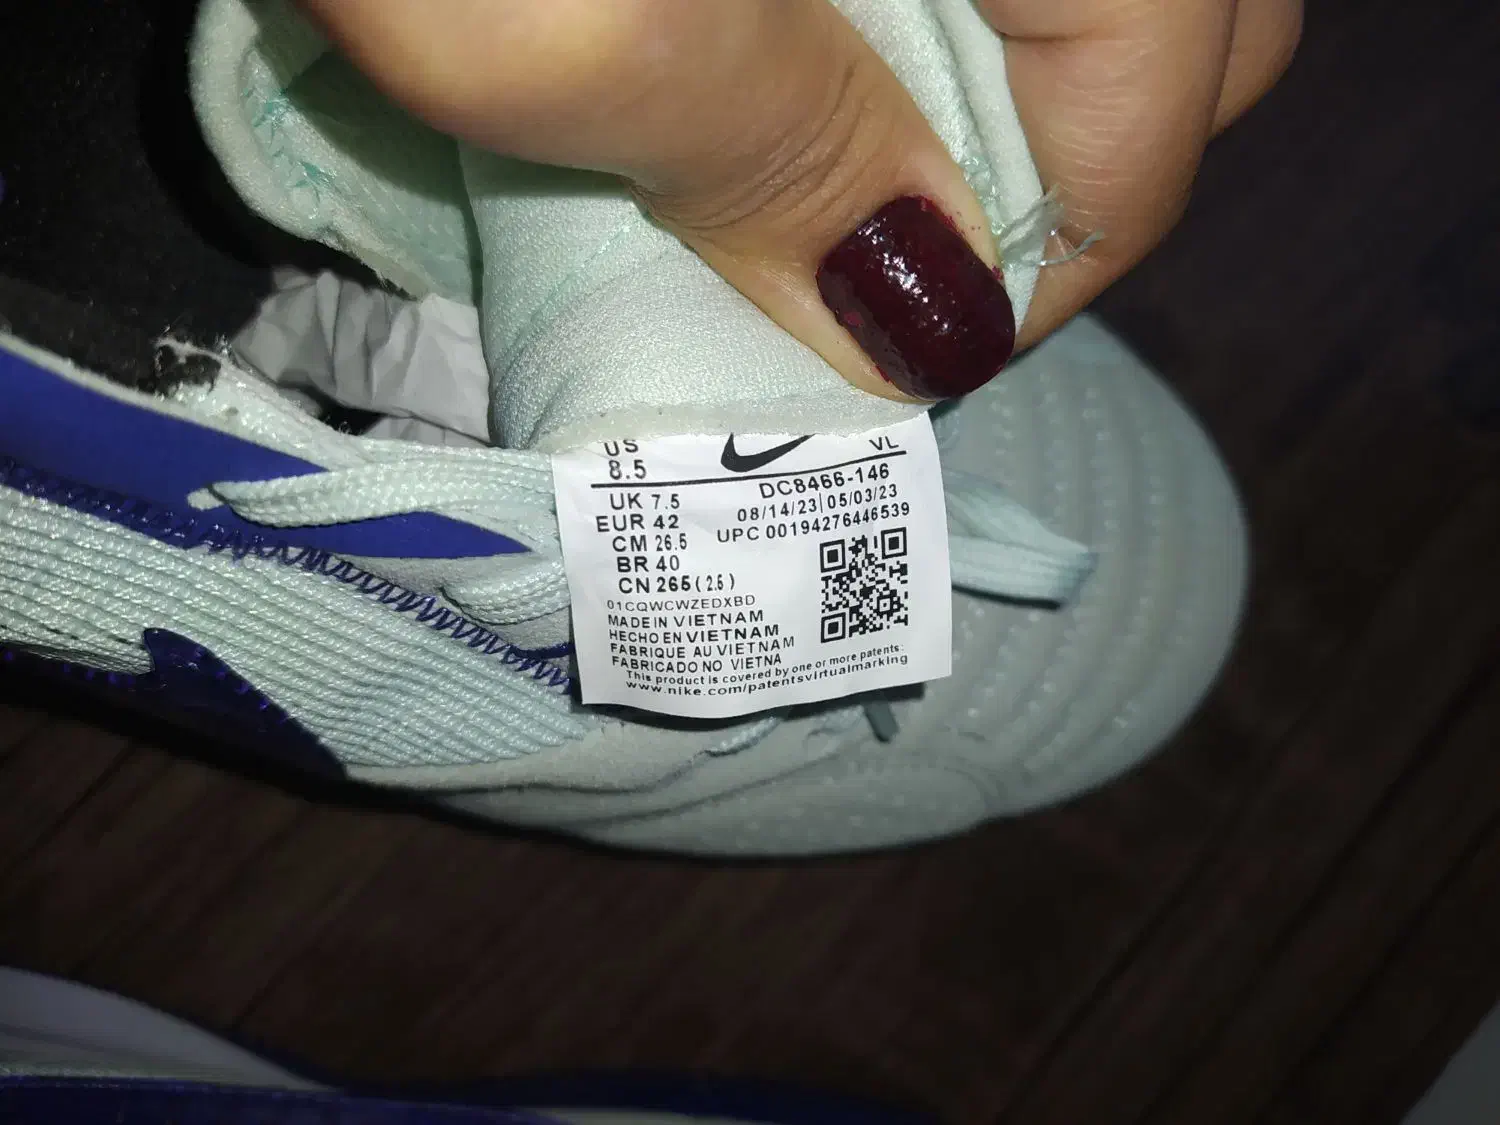 US
8.5
VL
UK 7.5
EUR 42
CM 26.5
BR 40
CN 265 (2.5)
DC8466-146
08/14/23|05/03/23
UPC 00194276446539
01CQWCWZEDXBD
MADE IN VIETNAM
HECHO EN VIETNAM
FABRIQUE AU VIETNAM
FABRICADO NO VIETNA
This product is covered by one or more patents:
www.nike.com/patentsvirtualmarking